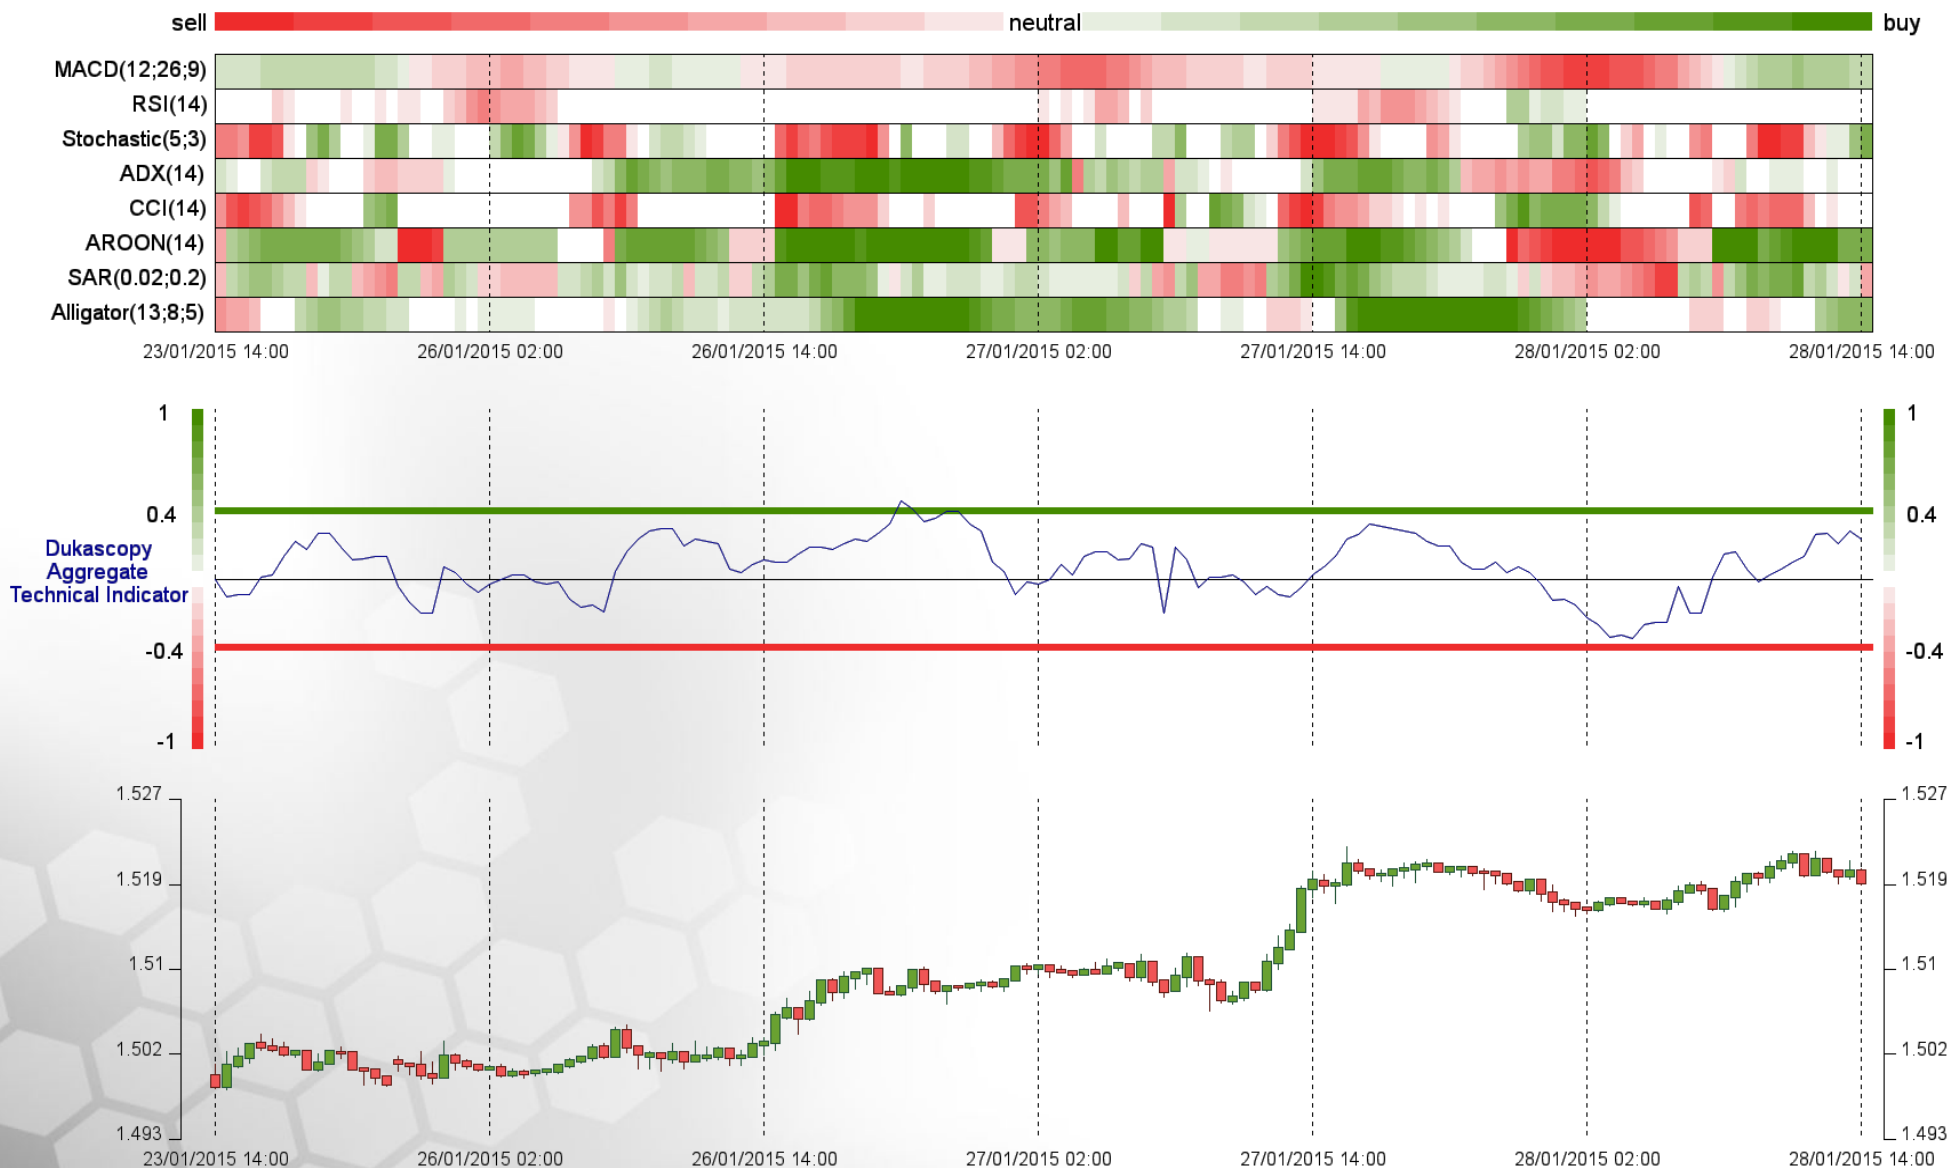 sell neutral buy
MACD(12;26;9)
RSI(14)
Stochastic(5;3)
ADX(14)
CCI(14)
AROON(14)
SAR(0.02;0.2)
Alligator(13;8;5)
23/01/2015 14:00 26/01/2015 02:00 26/01/2015 14:00 27/01/2015 02:00 27/01/2015 14:00 28/01/2015 02:00 28/01/2015 14:00
1 1
0.4 0.4
Dukascopy
Aggregate
Technical Indicator
-0.4 -0.4
-1 -1
1.527 1.527
1.519 1.519
1.51 1.51
1.502 1.502
1.493 1.493
23/01/2015 14:00 26/01/2015 02:00 26/01/2015 14:00 27/01/2015 02:00 27/01/2015 14:00 28/01/2015 02:00 28/01/2015 14:00